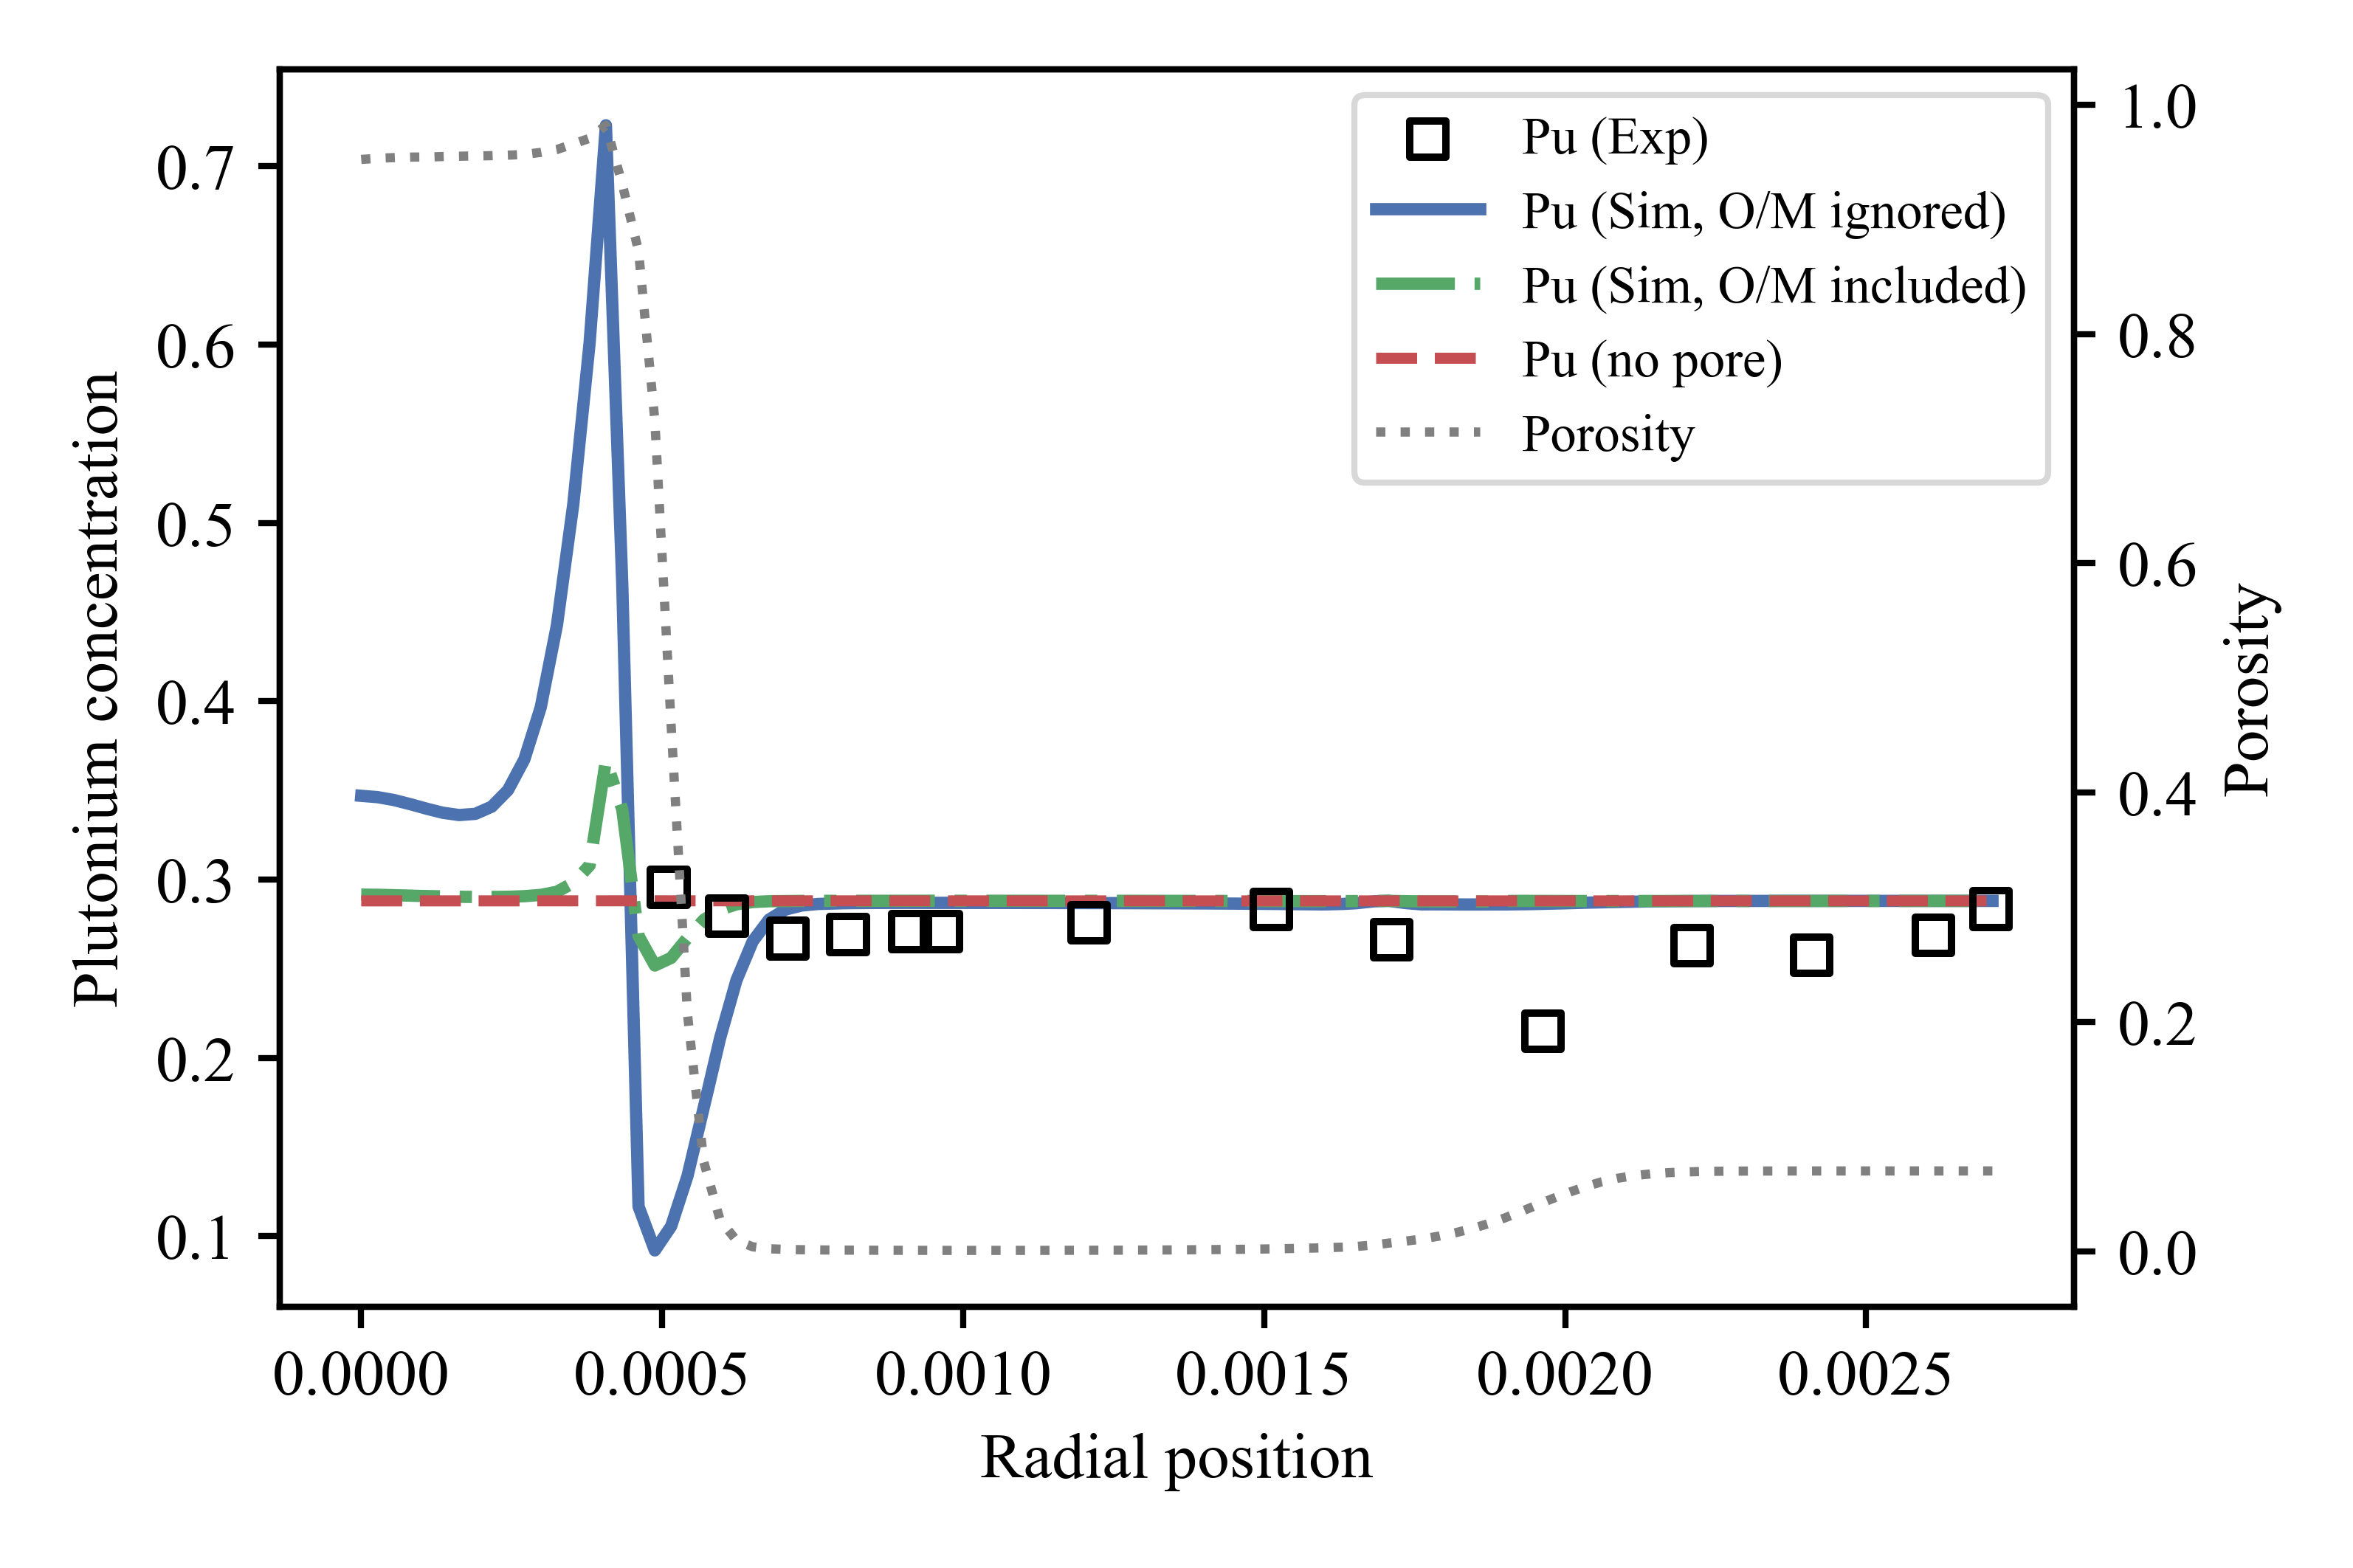 Plutonium concentration
0.7
0.6
0.5
0.4
0.3
0.2
0.1
Pu (Exp)
Pu (Sim, O/M ignored)
Pu (Sim, O/M included)
Pu (no pore)
Porosity
1.0
0.8
0.6
0.4
0.2
0.0
Porosity
0.0000 0.0005 0.0010 0.0015 0.0020 0.0025
Radial position